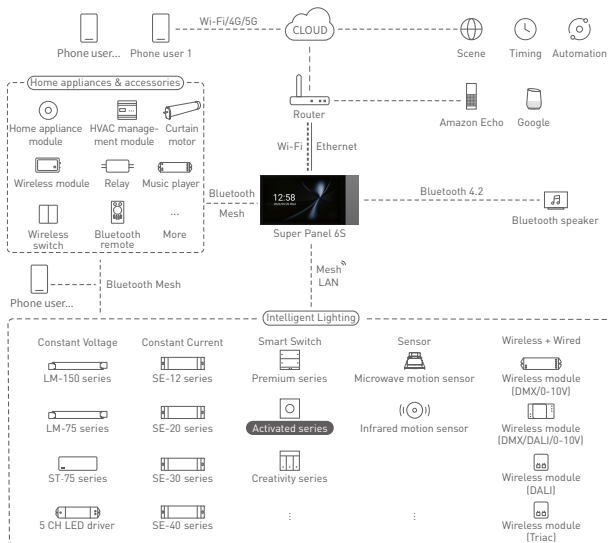 Wi-Fi/4G/5G
CLOUD
Phone user... Phone user 1
Scene Timing Automation
Home appliances & accessories
Router
Amazon Echo Google
Home appliance module
HVAC manage-ment module
Curtain motor
Wi-Fi Ethernet
Wireless module Relay Music player
Bluetooth
Mesh
12:58
Bluetooth 4.2
Bluetooth speaker
Super Panel 6S
Wireless switch
Bluetooth remote
...
More
Mesh
LAN
Bluetooth Mesh
Phone user...
Intelligent Lighting
Constant Voltage Constant Current Smart Switch Sensor Wireless + Wired
LM-150 series SE-12 series Premium series Microwave motion sensor Wireless module
(DMX/0-10V)
LM-75 series SE-20 series Activated series Infrared motion sensor Wireless module
(DMX/DALI/0-10V)
ST-75 series SE-30 series Creativity series Wireless module
(DALI)
5 CH LED driver SE-40 series ⋮ ⋮ Wireless module
(Triac)